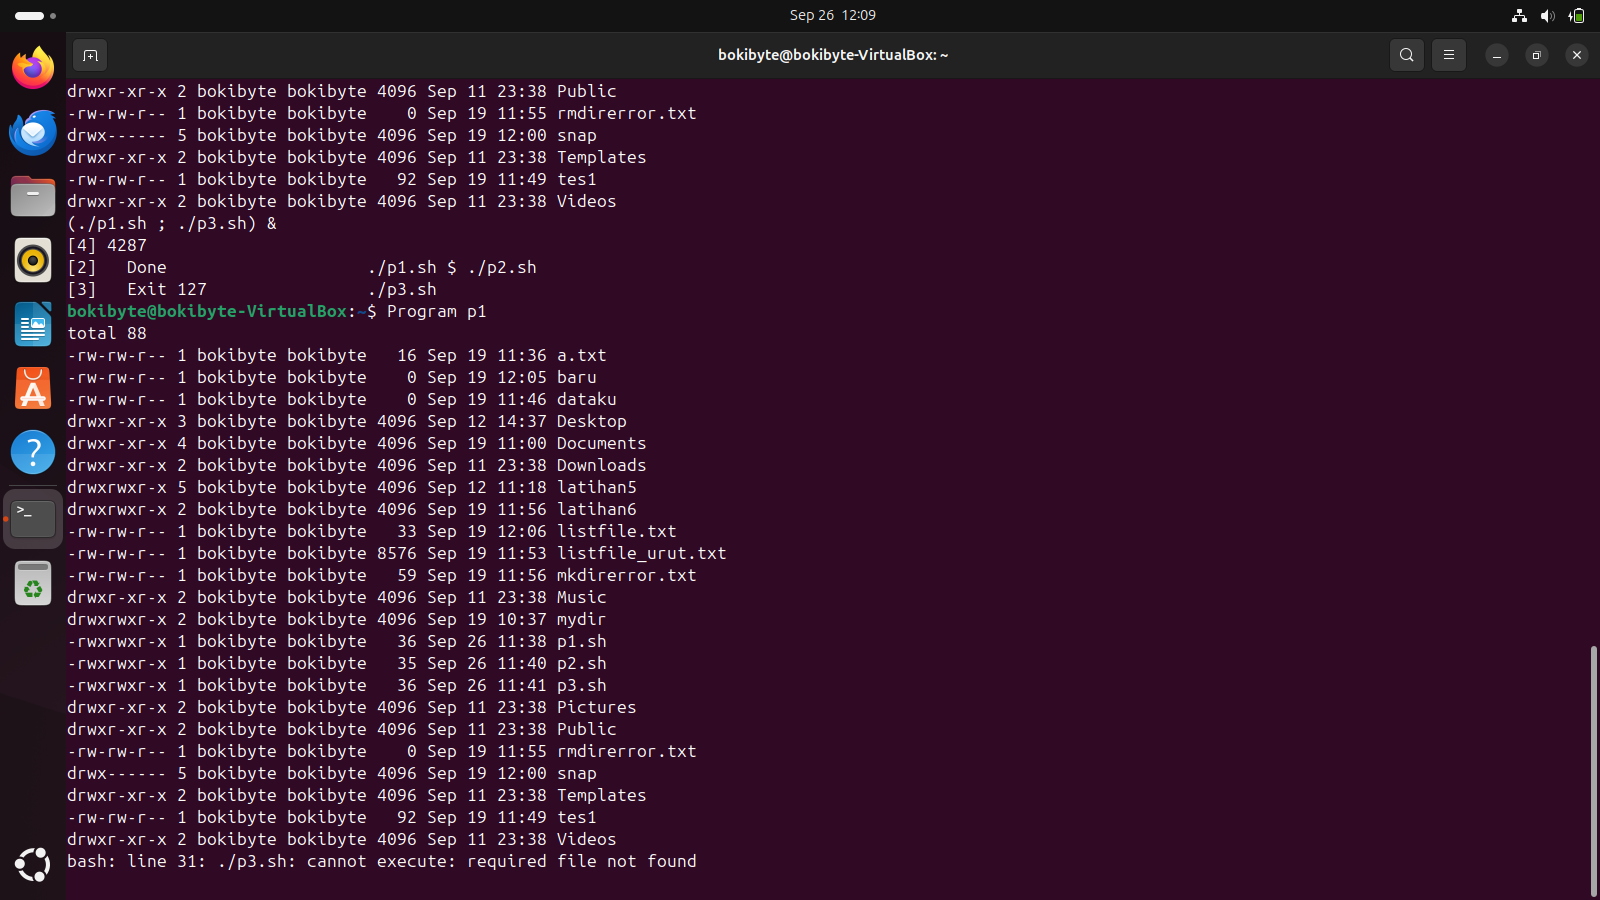 Sep 26 12:09
bokibyte@bokibyte-VirtualBox: ~
drwxr-xr-x 2 bokibyte bokibyte 4096 Sep 11 23:38 Public
-rw-rw-r-- 1 bokibyte bokibyte    0 Sep 19 11:55 rmdirerror.txt
drwx------ 5 bokibyte bokibyte 4096 Sep 19 12:00 snap
drwxr-xr-x 2 bokibyte bokibyte 4096 Sep 11 23:38 Templates
-rw-rw-r-- 1 bokibyte bokibyte   92 Sep 19 11:49 tes1
drwxr-xr-x 2 bokibyte bokibyte 4096 Sep 11 23:38 Videos
(./p1.sh ; ./p3.sh) &
[4] 4287
[2]   Done                    ./p1.sh $ ./p2.sh
[3]   Exit 127                ./p3.sh
bokibyte@bokibyte-VirtualBox:~$ Program p1
total 88
-rw-rw-r-- 1 bokibyte bokibyte   16 Sep 19 11:36 a.txt
-rw-rw-r-- 1 bokibyte bokibyte    0 Sep 19 12:05 baru
-rw-rw-r-- 1 bokibyte bokibyte    0 Sep 19 11:46 dataku
drwxr-xr-x 3 bokibyte bokibyte 4096 Sep 12 14:37 Desktop
drwxr-xr-x 4 bokibyte bokibyte 4096 Sep 19 11:00 Documents
drwxr-xr-x 2 bokibyte bokibyte 4096 Sep 11 23:38 Downloads
drwxrwxr-x 5 bokibyte bokibyte 4096 Sep 12 11:18 latihan5
drwxrwxr-x 2 bokibyte bokibyte 4096 Sep 19 11:56 latihan6
-rw-rw-r-- 1 bokibyte bokibyte   33 Sep 19 12:06 listfile.txt
-rw-rw-r-- 1 bokibyte bokibyte 8576 Sep 19 11:53 listfile_urut.txt
-rw-rw-r-- 1 bokibyte bokibyte   59 Sep 19 11:56 mkdirerror.txt
drwxr-xr-x 2 bokibyte bokibyte 4096 Sep 11 23:38 Music
drwxrwxr-x 2 bokibyte bokibyte 4096 Sep 19 10:37 mydir
-rwxrwxr-x 1 bokibyte bokibyte   36 Sep 26 11:38 p1.sh
-rwxrwxr-x 1 bokibyte bokibyte   35 Sep 26 11:40 p2.sh
-rwxrwxr-x 1 bokibyte bokibyte   36 Sep 26 11:41 p3.sh
drwxr-xr-x 2 bokibyte bokibyte 4096 Sep 11 23:38 Pictures
drwxr-xr-x 2 bokibyte bokibyte 4096 Sep 11 23:38 Public
-rw-rw-r-- 1 bokibyte bokibyte    0 Sep 19 11:55 rmdirerror.txt
drwx------ 5 bokibyte bokibyte 4096 Sep 19 12:00 snap
drwxr-xr-x 2 bokibyte bokibyte 4096 Sep 11 23:38 Templates
-rw-rw-r-- 1 bokibyte bokibyte   92 Sep 19 11:49 tes1
drwxr-xr-x 2 bokibyte bokibyte 4096 Sep 11 23:38 Videos
bash: line 31: ./p3.sh: cannot execute: required file not found